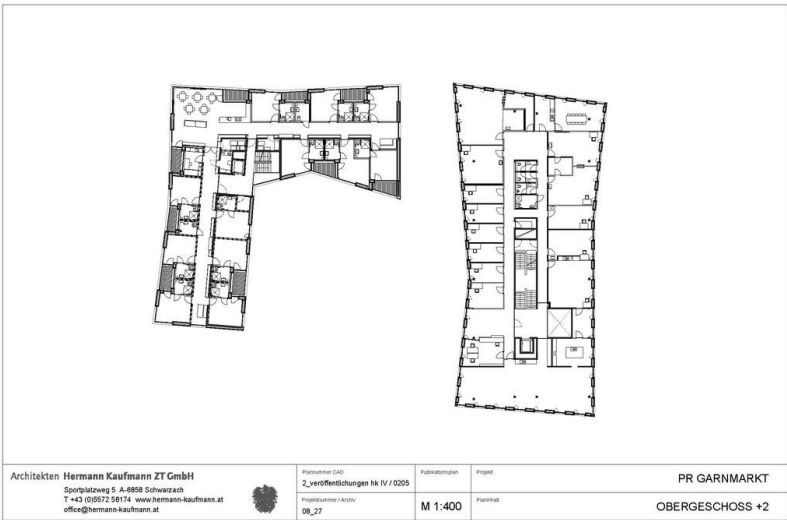 Architekten Hermann Kaufmann ZT GmbH
Sportplatzweg 5 A-6858 Schwarzach
T +43 (0)5572 58174 www.hermann-kaufmann.at
office@hermann-kaufmann.at
Plannummer CAD
2_veröffentlichungen hk IV / 0205
Projektnummer / Archiv
08_27
Publikationsplan
M 1:400
Projekt
PR GARNMARKT
Planinhalt
OBERGESCHOSS +2